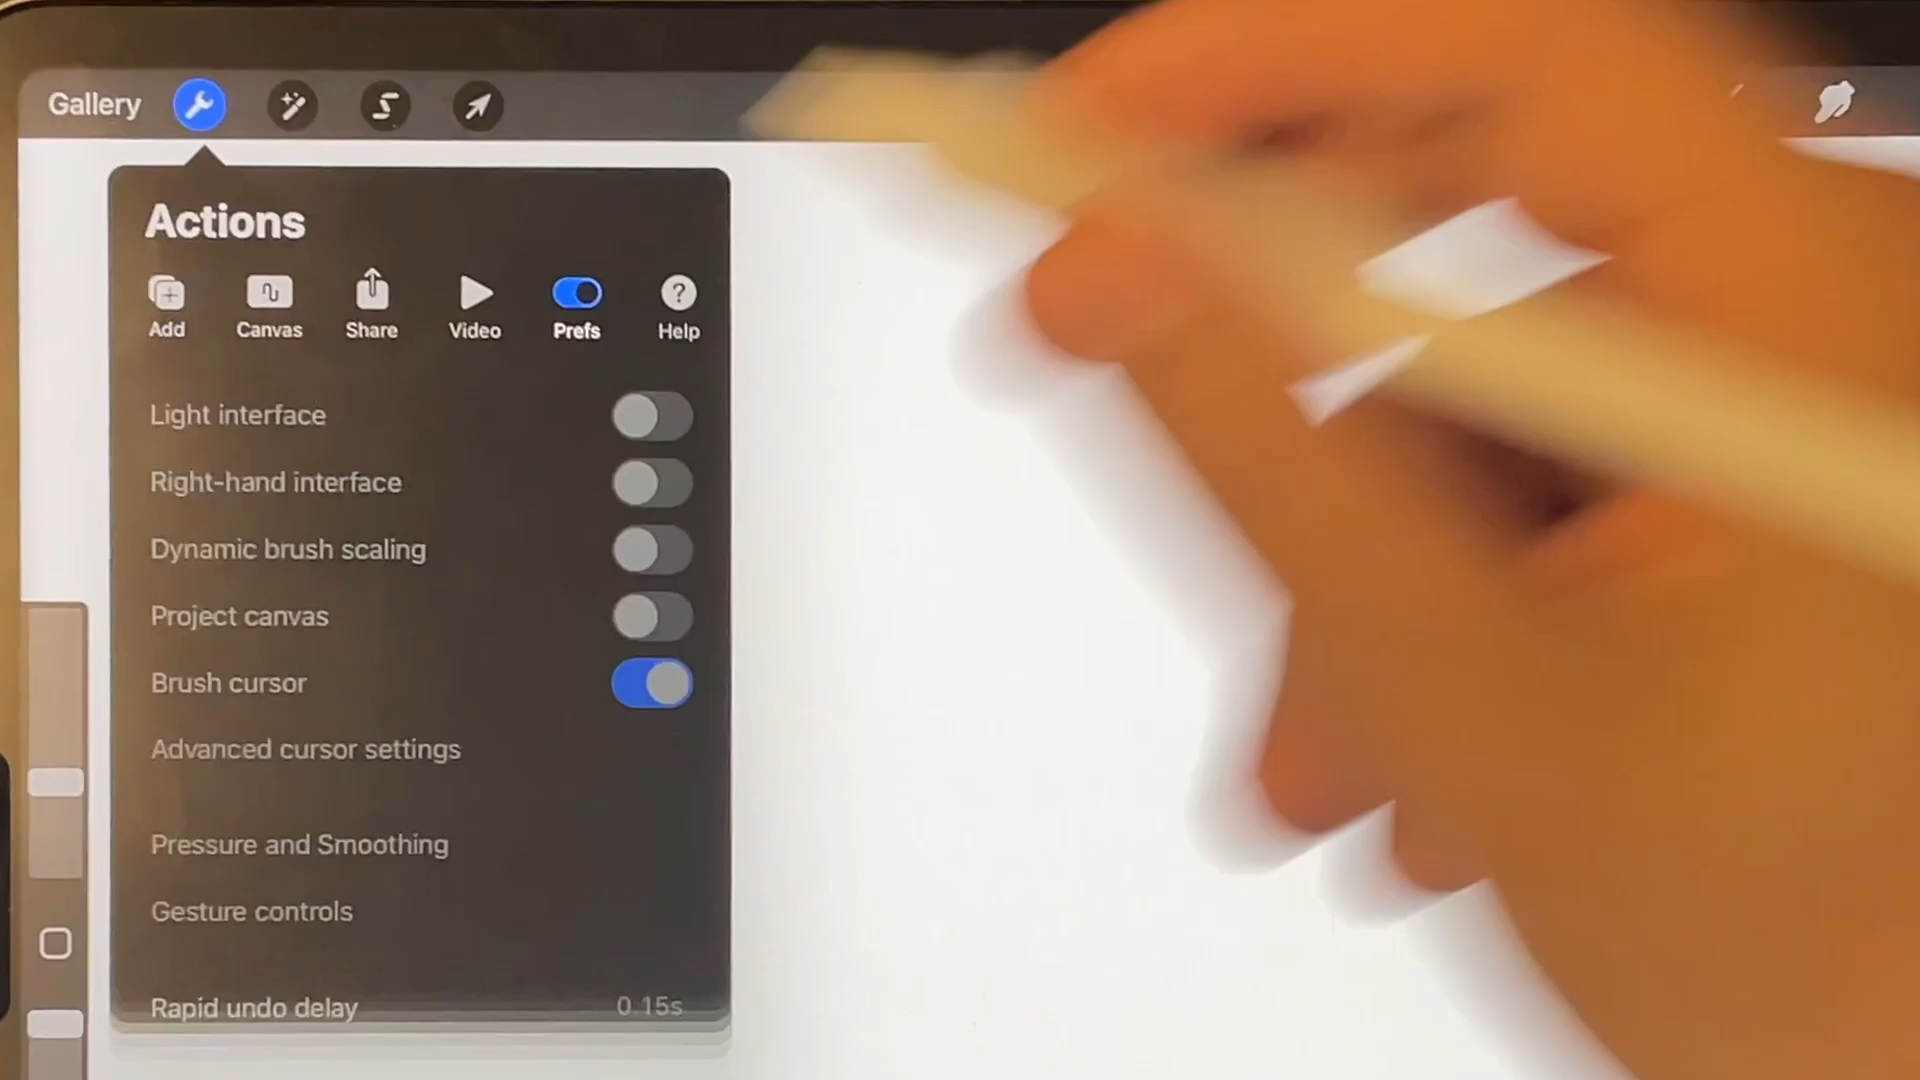 Gallery
Actions
Add Canvas Share Video Prefs Help
Light interface
Right-hand interface
Dynamic brush scaling
Project canvas
Brush cursor
Advanced cursor settings
Pressure and Smoothing
Gesture controls
Rapid undo delay 0.15s